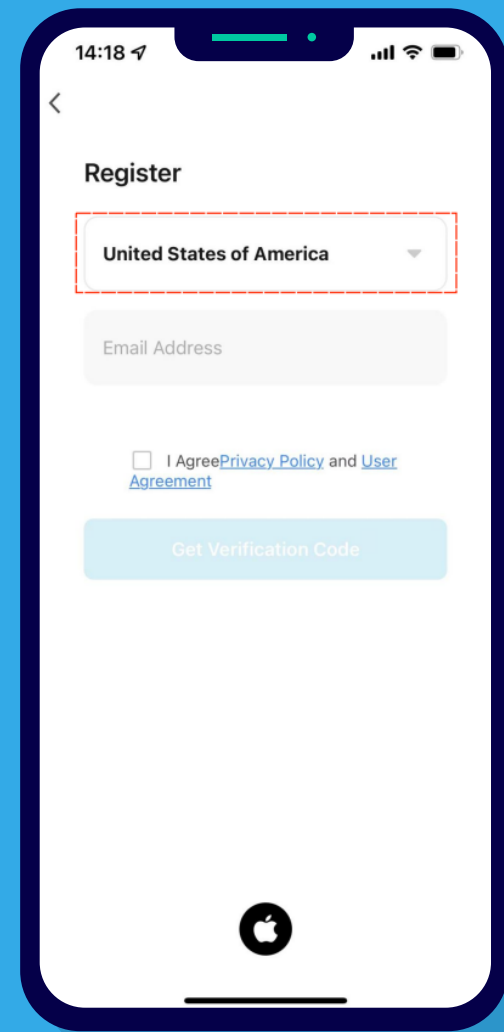 14:18
Register
United States of America
Email Address
I AgreePrivacy Policy and User
Agreement
Get Verification Code